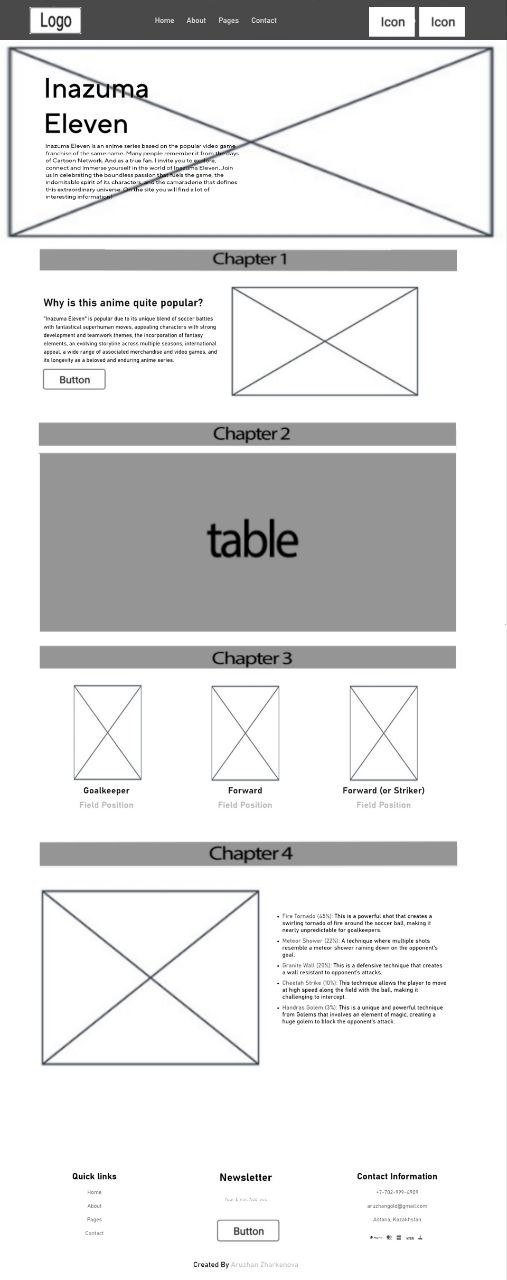 Logo
Home About Pages Contact
Icon Icon
Inazuma
Eleven
Inazuma Eleven is an anime series based on the popular video game
franchise of the same name. Many people remember it from the days
of Cartoon Network. And as a true fan, I invite you to explore,
connect and immerse yourself in the world of Inazuma Eleven. Join
us in celebrating the boundless passion that fuels the game, the
indomitable spirit of its characters, and the camaraderie that defines
this extraordinary universe. On the site you will find a lot of
interesting information!
Chapter 1
Why is this anime quite popular?
"Inazuma Eleven" is popular due to its unique blend of soccer battles
with fantastical superhuman moves, appealing characters with strong
development and teamwork themes, the incorporation of fantasy
elements, an evolving storyline across multiple seasons, international
appeal, a wide range of associated merchandise and video games, and
its longevity as a beloved and enduring anime series.
Button
Chapter 2
table
Chapter 3
Goalkeeper
Field Position
Forward
Field Position
Forward (or Striker)
Field Position
Chapter 4
• Fire Tornado (45%): This is a powerful shot that creates a
swirling tornado of fire around the soccer ball, making it
nearly unpredictable for goalkeepers.
• Meteor Shower (22%): A technique where multiple shots
resemble a meteor shower raining down on the opponent's
goal.
• Granite Wall (20%): This is a defensive technique that creates
a wall resistant to opponent's attacks.
• Cheetah Strike (10%): This technique allows the player to move
at high speed along the field with the ball, making it
challenging to intercept.
• Handras Golem (3%): This is a unique and powerful technique
from Golems that involves an element of magic, creating a
huge golem to block the opponent's attack.
Quick links
Home
About
Pages
Contact
Newsletter
Button
Contact Information
+7-702-999-4909
aruzhangold@gmail.com
Astana, Kazakhstan
Created By Aruzhan Zharkenova